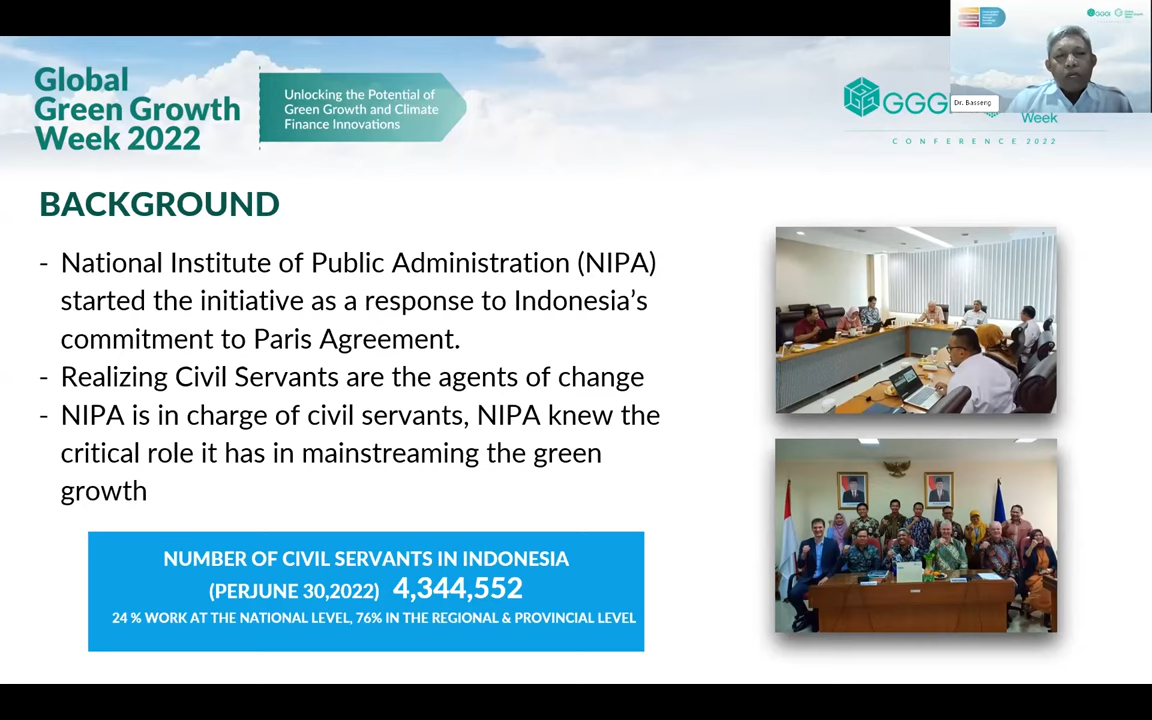 Global
Green Growth
Week 2022
Unlocking the Potential of
Green Growth and Climate
Finance Innovations
GGG
Week
CONFERENCE 2022
Dr. Basseng
GGGI
BACKGROUND
- National Institute of Public Administration (NIPA)
started the initiative as a response to Indonesia’s
commitment to Paris Agreement.
- Realizing Civil Servants are the agents of change
- NIPA is in charge of civil servants, NIPA knew the
critical role it has in mainstreaming the green
growth
NUMBER OF CIVIL SERVANTS IN INDONESIA
(PERJUNE 30,2022) 4,344,552
24 % WORK AT THE NATIONAL LEVEL, 76% IN THE REGIONAL & PROVINCIAL LEVEL